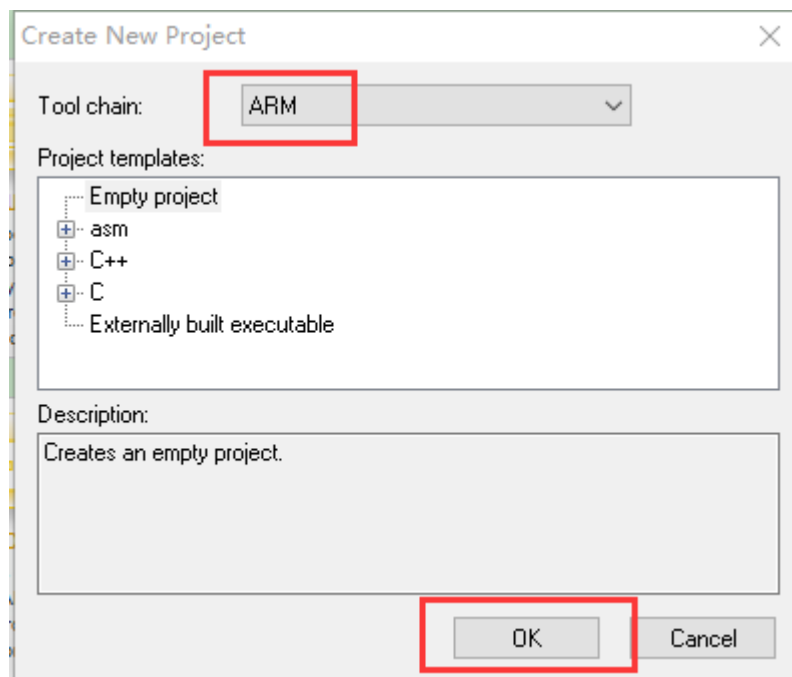 Create New Project
Tool chain: ARM
Project templates:
Empty project
asm
C++
C
Externally built executable
Description:
Creates an empty project.
OK Cancel